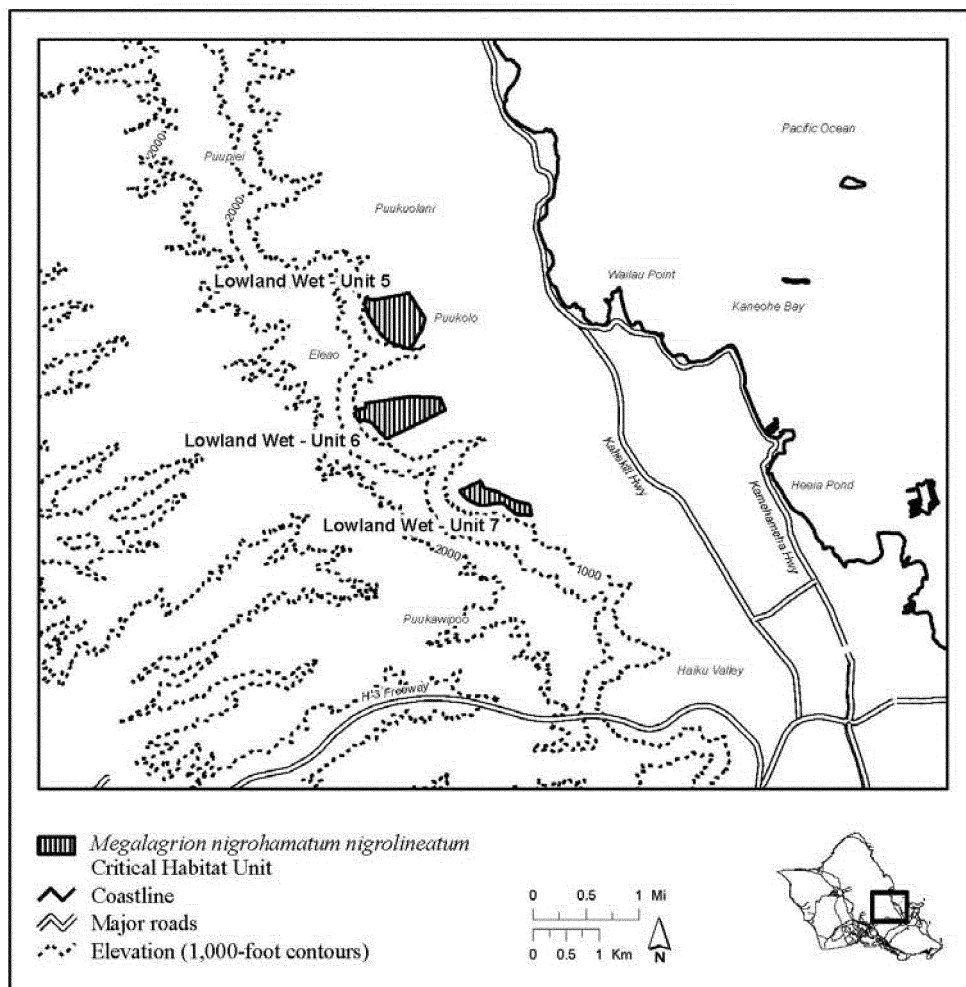 Pacific Ocean
2000
Puupiei
2000
Puukuolani
Wailau Point
Lowland Wet - Unit 5
Kaneohe Bay
Puukolo
Eleao
Lowland Wet - Unit 6
Kahekili Hwy
Heeia Pond
Kamehameha Hwy
Lowland Wet - Unit 7
2000
1000
Puukawipoo
Haiku Valley
H-3 Freeway
Megalagrion nigrohamatum nigrolineatum
Critical Habitat Unit
Coastline
Major roads
Elevation (1,000-foot contours)
0 0.5 1 Mi
0 0.5 1 Km
N